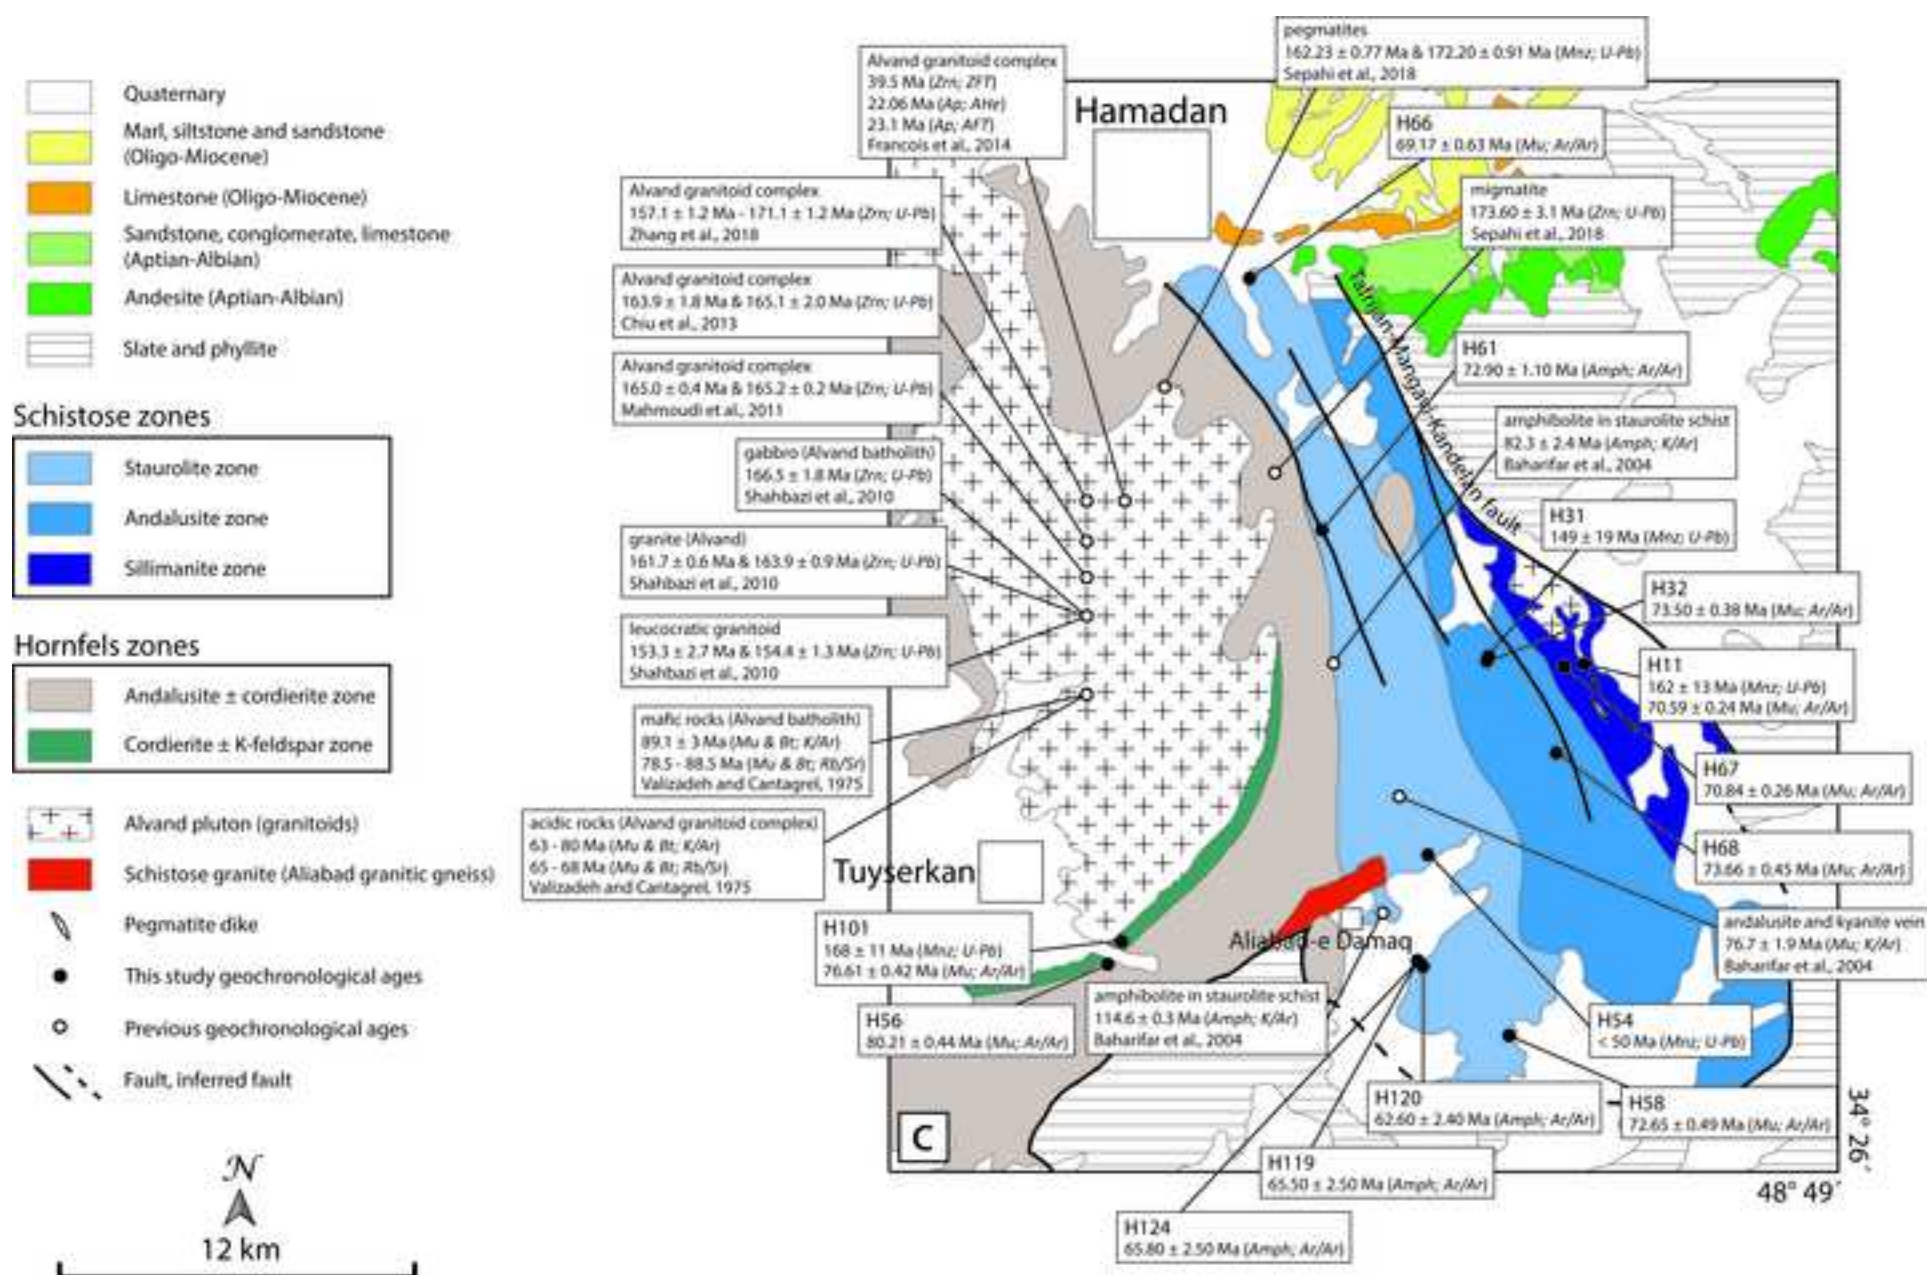 Quaternary
Marl, siltstone and sandstone
(Oligo-Miocene)
Limestone (Oligo-Miocene)
Sandstone, conglomerate, limestone
(Aptian-Albian)
Andesite (Aptian-Albian)
Slate and phyllite
Schistose zones
Staurolite zone
Andalusite zone
Sillimanite zone
Hornfels zones
Andalusite ± cordierite zone
Cordierite ± K-feldspar zone
Alvand pluton (granitoids)
Schistose granite (Aliabad granitic gneiss)
Pegmatite dike
This study geochronological ages
Previous geochronological ages
Fault, inferred fault
N
12 km
pegmatites
162.23 ± 0.77 Ma & 172.20 ± 0.91 Ma (Mnz; U-Pb)
Sepahi et al., 2018
Alvand granitoid complex
39.5 Ma (Zrn; ZFT)
22.06 Ma (Ap; AHe)
23.1 Ma (Ap; AFT)
Francois et al., 2014
Hamadan
H66
69.17 ± 0.63 Ma (Mu; Ar/Ar)
Alvand granitoid complex
157.1 ± 1.2 Ma - 171.1 ± 1.2 Ma (Zrn; U-Pb)
Zhang et al., 2018
migmatite
173.60 ± 3.1 Ma (Zrn; U-Pb)
Sepahi et al., 2018
Alvand granitoid complex
163.9 ± 1.8 Ma & 165.1 ± 2.0 Ma (Zrn; U-Pb)
Chiu et al., 2013
fault
H61
72.90 ± 1.10 Ma (Amph; Ar/Ar)
Alvand granitoid complex
165.0 ± 0.4 Ma & 165.2 ± 0.2 Ma (Zrn; U-Pb)
Mahmoudi et al., 2011
amphibolite in staurolite schist
82.3 ± 2.4 Ma (Amph; K/Ar)
Baharifar et al., 2004
gabbro (Alvand batholith)
166.5 ± 1.8 Ma (Zrn; U-Pb)
Shahbazi et al., 2010
H31
149 ± 19 Ma (Mnz; U-Pb)
granite (Alvand)
161.7 ± 0.6 Ma & 163.9 ± 0.9 Ma (Zrn; U-Pb)
Shahbazi et al., 2010
H32
73.50 ± 0.38 Ma (Mu; Ar/Ar)
leucocratic granitoid
153.3 ± 2.7 Ma & 154.4 ± 1.3 Ma (Zrn; U-Pb)
Shahbazi et al., 2010
H11
162 ± 13 Ma (Mnz; U-Pb)
70.59 ± 0.24 Ma (Mu; Ar/Ar)
mafic rocks (Alvand batholith)
89.1 ± 3 Ma (Mu & Bt; K/Ar)
78.5 - 88.5 Ma (Mu & Bt; Rb/Sr)
Valizadeh and Cantagrel, 1975
H67
70.84 ± 0.26 Ma (Mu; Ar/Ar)
acidic rocks (Alvand granitoid complex)
63 - 80 Ma (Mu & Bt; K/Ar)
65 - 68 Ma (Mu & Bt; Rb/Sr)
Valizadeh and Cantagrel, 1975
H68
73.66 ± 0.45 Ma (Mu; Ar/Ar)
Tuyserkan
andalusite and kyanite vein
76.7 ± 1.9 Ma (Mu; K/Ar)
Baharifar et al., 2004
H101
168 ± 11 Ma (Mnz; U-Pb)
76.61 ± 0.42 Ma (Mu; Ar/Ar)
Aliabad-e Damaq
H56
80.21 ± 0.44 Ma (Mu; Ar/Ar)
amphibolite in staurolite schist
114.6 ± 0.3 Ma (Amph; K/Ar)
Baharifar et al., 2004
H54
< 50 Ma (Mnz; U-Pb)
H120
62.60 ± 2.40 Ma (Amph; Ar/Ar)
H58
72.65 ± 0.49 Ma (Mu; Ar/Ar)
H119
65.50 ± 2.50 Ma (Amph; Ar/Ar)
H124
65.80 ± 2.50 Ma (Amph; Ar/Ar)
C
34° 26´
48° 49´